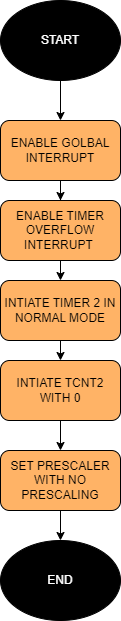 START
ENABLE GOLBAL
INTERRUPT
ENABLE TIMER
OVERFLOW
INTERRUPT
INTIATE TIMER 2 IN
NORMAL MODE
INTIATE TCNT2
WITH 0
SET PRESCALER
WITH NO
PRESCALING
END